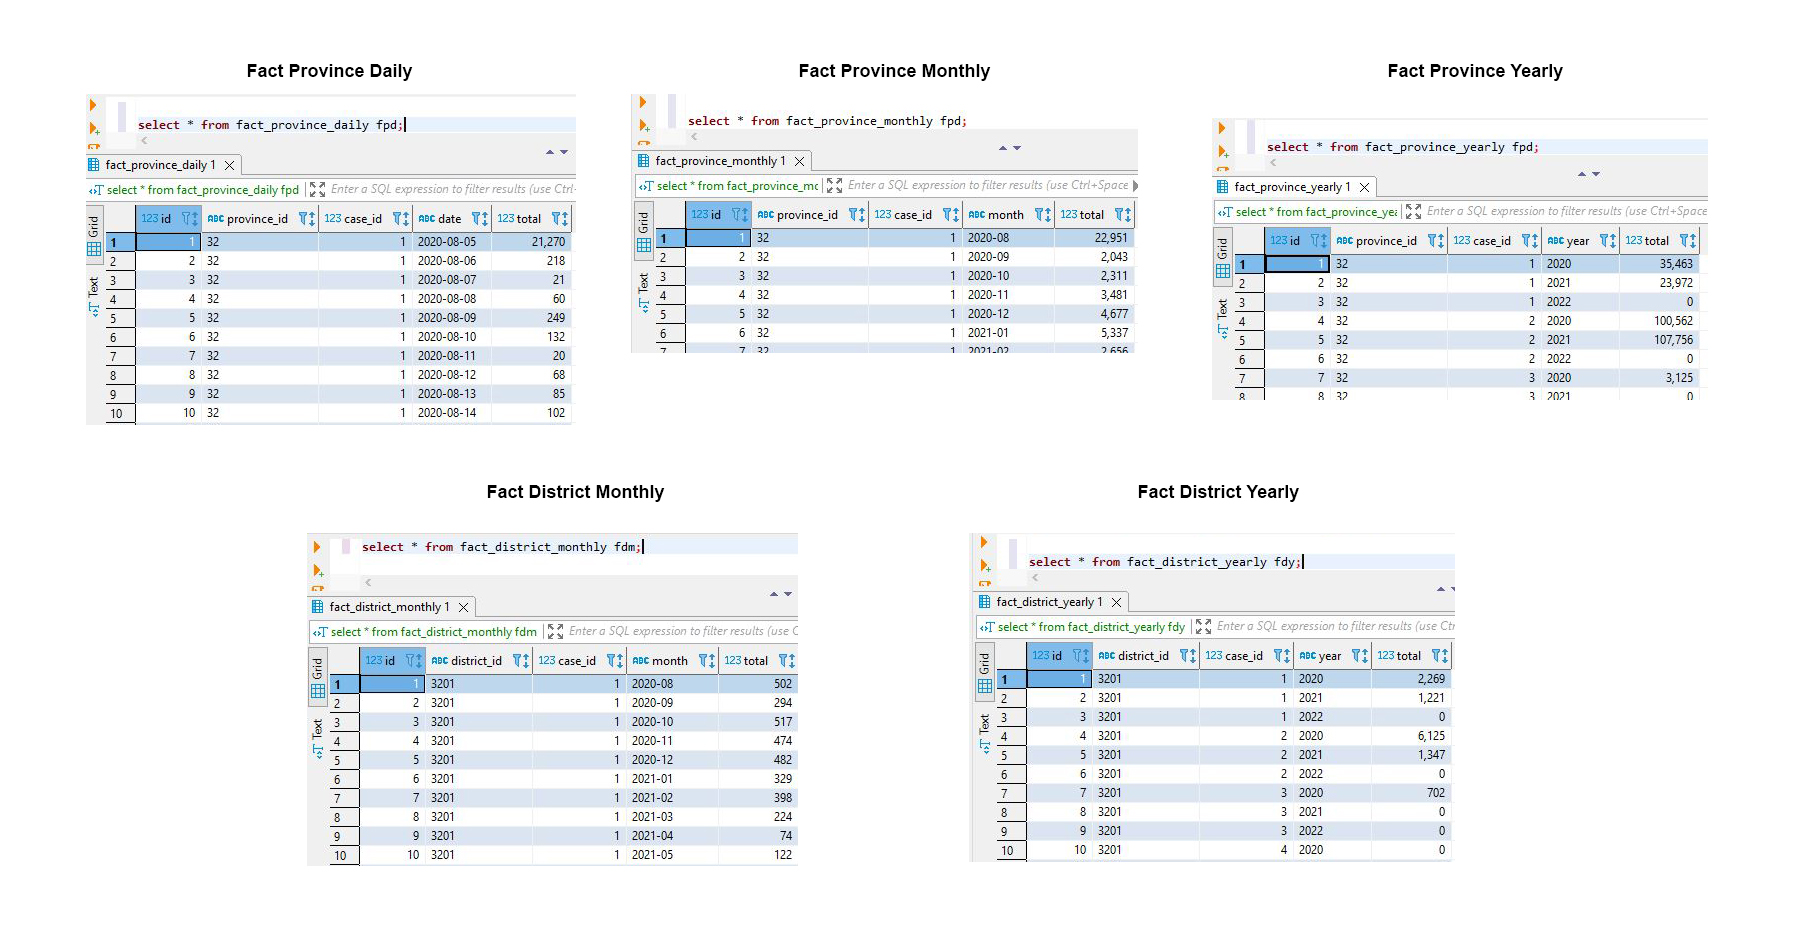 Fact Province Daily
select * from fact_province_daily fpd;
fact_province_daily 1
select * from fact_province_daily fpd Enter a SQL expression to filter results (use Ctrl-
Grid
Text
123 id ABC province_id 123 case_id ABC date 123 total
1 1 32 1 2020-08-05 21,270
2 2 32 1 2020-08-06 218
3 3 32 1 2020-08-07 21
4 4 32 1 2020-08-08 60
5 5 32 1 2020-08-09 249
6 6 32 1 2020-08-10 132
7 7 32 1 2020-08-11 20
8 8 32 1 2020-08-12 68
9 9 32 1 2020-08-13 85
10 10 32 1 2020-08-14 102
Fact Province Monthly
select * from fact_province_monthly fpd;
fact_province_monthly 1
select * from fact_province_mc Enter a SQL expression to filter results (use Ctrl+Space
Grid
Text
123 id ABC province_id 123 case_id ABC month 123 total
1 1 32 1 2020-08 22,951
2 2 32 1 2020-09 2,043
3 3 32 1 2020-10 2,311
4 4 32 1 2020-11 3,481
5 5 32 1 2020-12 4,677
6 6 32 1 2021-01 5,337
7 7 32 1 2021-02 2,656
Fact Province Yearly
select * from fact_province_yearly fpd;
fact_province_yearly 1
select * from fact_province_yea Enter a SQL expression to filter results (use Ctrl+Space
Grid
Text
123 id ABC province_id 123 case_id ABC year 123 total
1 1 32 1 2020 35,463
2 2 32 1 2021 23,972
3 3 32 1 2022 0
4 4 32 2 2020 100,562
5 5 32 2 2021 107,756
6 6 32 2 2022 0
7 7 32 3 2020 3,125
8 8 32 3 2021 0
Fact District Monthly
select * from fact_district_monthly fdm;
fact_district_monthly 1
select * from fact_district_monthly fdm Enter a SQL expression to filter results (use C
Grid
Text
123 id ABC district_id 123 case_id ABC month 123 total
1 1 3201 1 2020-08 502
2 2 3201 1 2020-09 294
3 3 3201 1 2020-10 517
4 4 3201 1 2020-11 474
5 5 3201 1 2020-12 482
6 6 3201 1 2021-01 329
7 7 3201 1 2021-02 398
8 8 3201 1 2021-03 224
9 9 3201 1 2021-04 74
10 10 3201 1 2021-05 122
Fact District Yearly
select * from fact_district_yearly fdy;
fact_district_yearly 1
select * from fact_district_yearly fdy Enter a SQL expression to filter results (use Ctr
Grid
Text
123 id ABC district_id 123 case_id ABC year 123 total
1 1 3201 1 2020 2,269
2 2 3201 1 2021 1,221
3 3 3201 1 2022 0
4 4 3201 2 2020 6,125
5 5 3201 2 2021 1,347
6 6 3201 2 2022 0
7 7 3201 3 2020 702
8 8 3201 3 2021 0
9 9 3201 3 2022 0
10 10 3201 4 2020 0